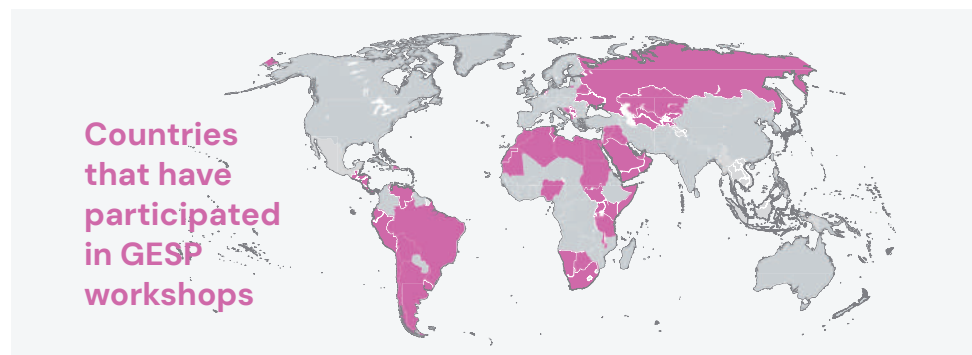 Countries
that have
participated
in GESP
workshops